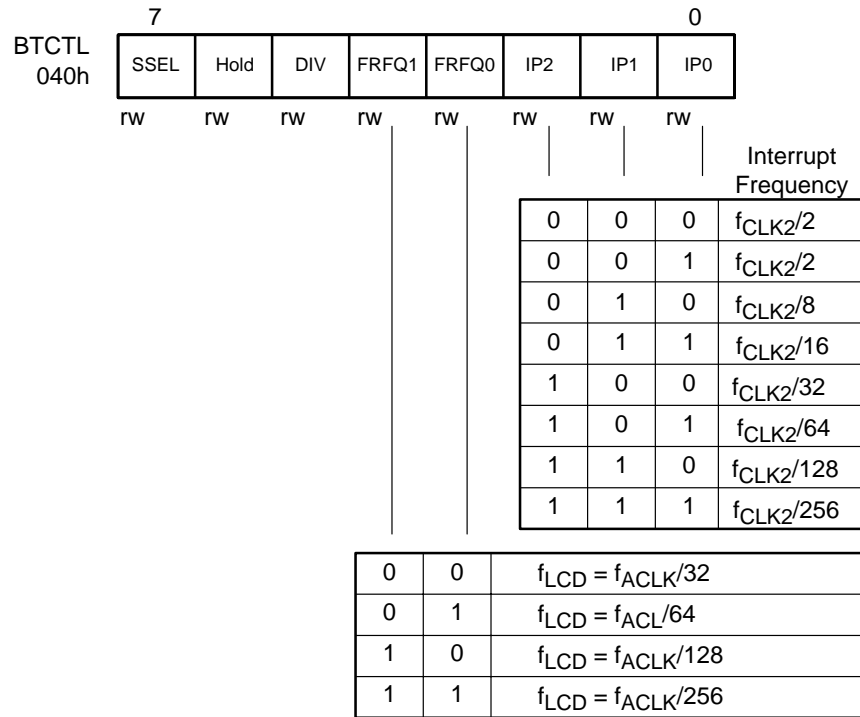 7 0
BTCTL
040h
SSEL Hold DIV FRFQ1 FRFQ0 IP2 IP1 IP0
rw rw rw rw rw rw rw rw
Interrupt
Frequency
0 0 0 fCLK2/2
0 0 1 fCLK2/2
0 1 0 fCLK2/8
0 1 1 fCLK2/16
1 0 0 fCLK2/32
1 0 1 fCLK2/64
1 1 0 fCLK2/128
1 1 1 fCLK2/256
0 0 fLCD = fACLK/32
0 1 fLCD = fACL/64
1 0 fLCD = fACLK/128
1 1 fLCD = fACLK/256